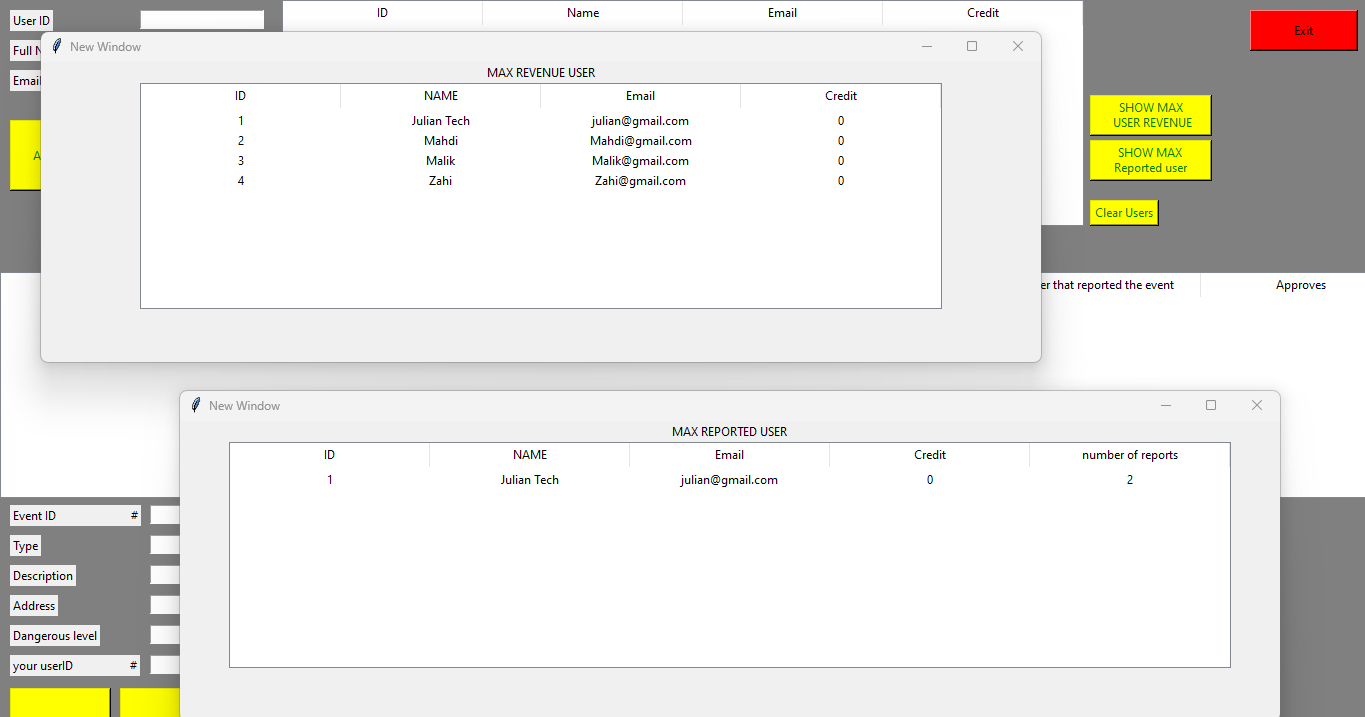 User ID
ID Name Email Credit
Exit
Full N
Email
A
New Window
MAX REVENUE USER
ID NAME Email Credit
1 Julian Tech julian@gmail.com 0
2 Mahdi Mahdi@gmail.com 0
3 Malik Malik@gmail.com 0
4 Zahi Zahi@gmail.com 0
SHOW MAX
USER REVENUE
SHOW MAX
Reported user
Clear Users
er that reported the event Approves
New Window
MAX REPORTED USER
ID NAME Email Credit number of reports
1 Julian Tech julian@gmail.com 0 2
Event ID #
Type
Description
Address
Dangerous level
your userID #